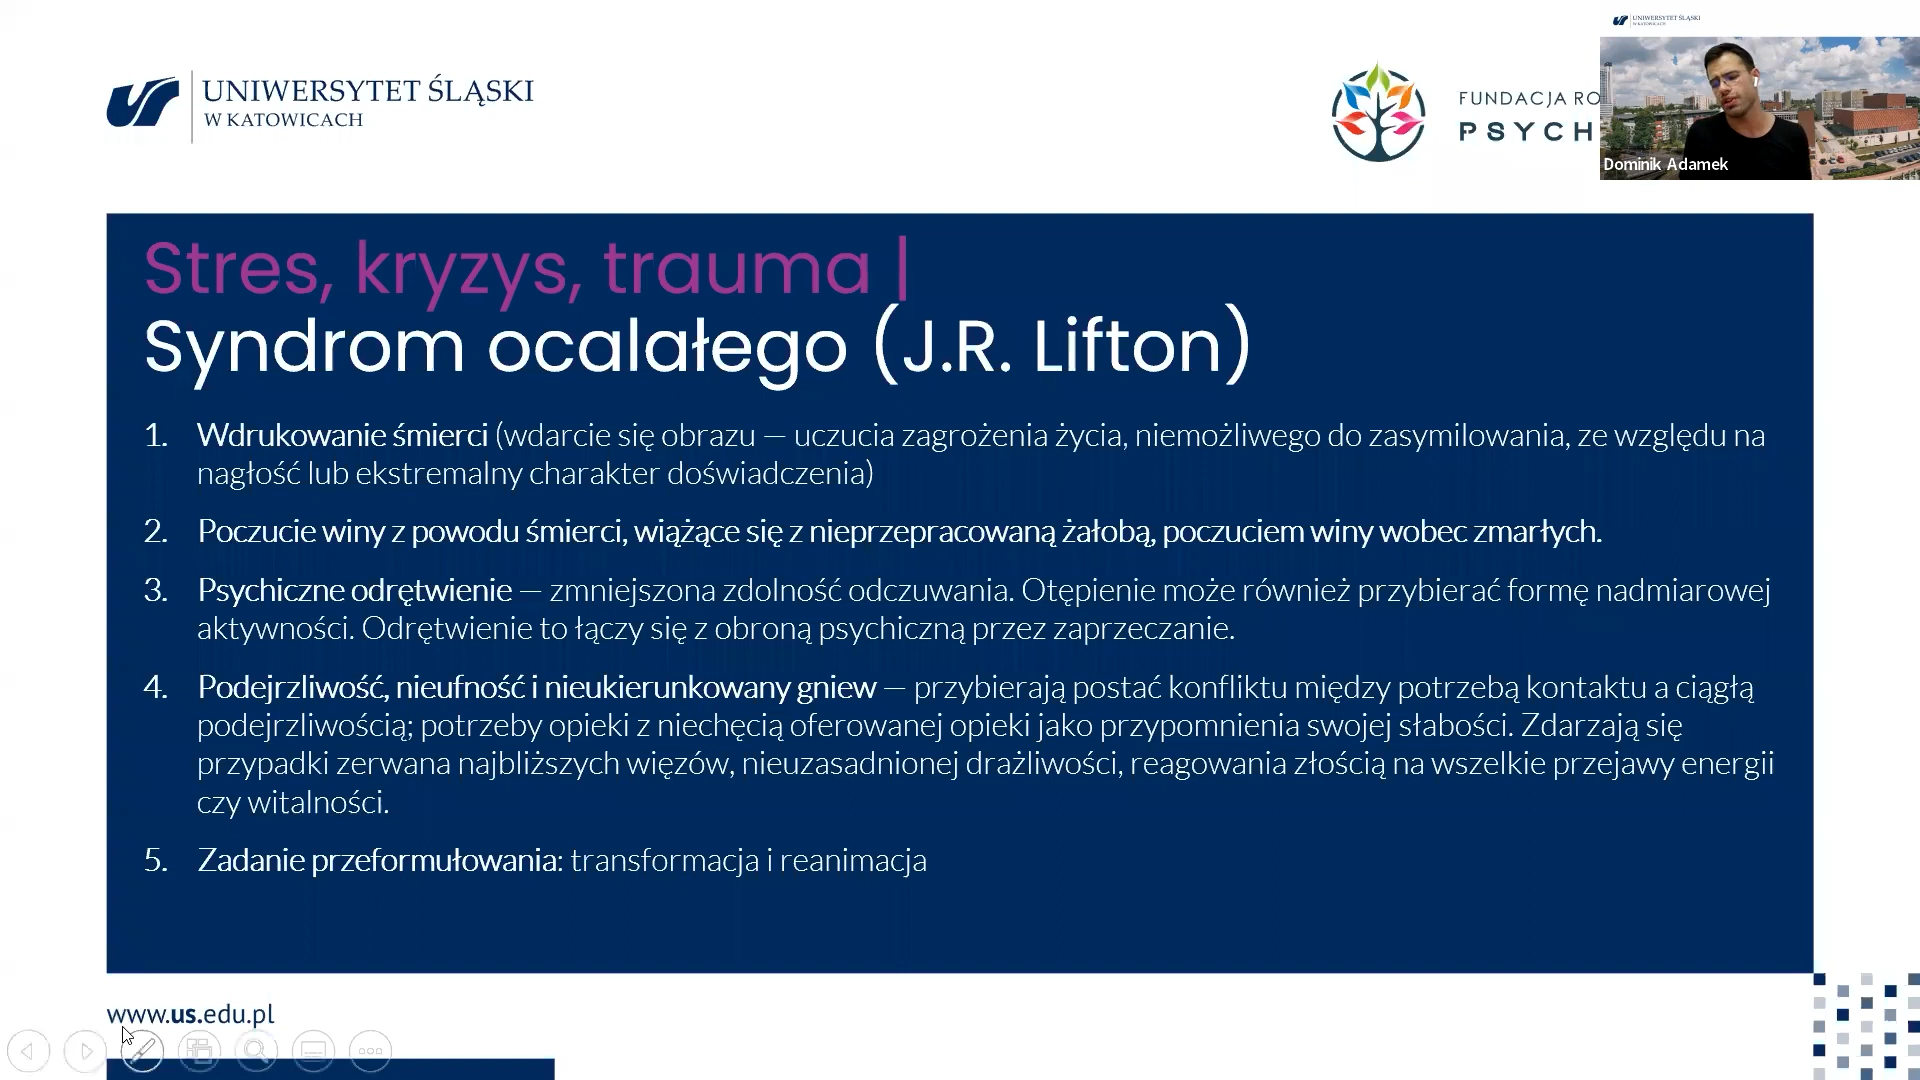 UNIWERSYTET ŚLĄSKI
W KATOWICACH
FUNDACJA RO
PSYCH
UNIWERSYTET ŚLĄSKI
W KATOWICACH
Dominik Adamek
Stres, kryzys, trauma |
Syndrom ocalałego (J.R. Lifton)
1. Wdrukowanie śmierci (wdarcie się obrazu — uczucia zagrożenia życia, niemożliwego do zasymilowania, ze względu na
nagłość lub ekstremalny charakter doświadczenia)
2. Poczucie winy z powodu śmierci, wiążące się z nieprzepracowaną żałobą, poczuciem winy wobec zmarłych.
3. Psychiczne odrętwienie — zmniejszona zdolność odczuwania. Otępienie może również przybierać formę nadmiarowej
aktywności. Odrętwienie to łączy się z obroną psychiczną przez zaprzeczanie.
4. Podejrzliwość, nieufność i nieukierunkowany gniew — przybierają postać konfliktu między potrzebą kontaktu a ciągłą
podejrzliwością; potrzeby opieki z niechęcią oferowanej opieki jako przypomnienia swojej słabości. Zdarzają się
przypadki zerwana najbliższych więzów, nieuzasadnionej drażliwości, reagowania złością na wszelkie przejawy energii
czy witalności.
5. Zadanie przeformułowania: transformacja i reanimacja
www.us.edu.pl